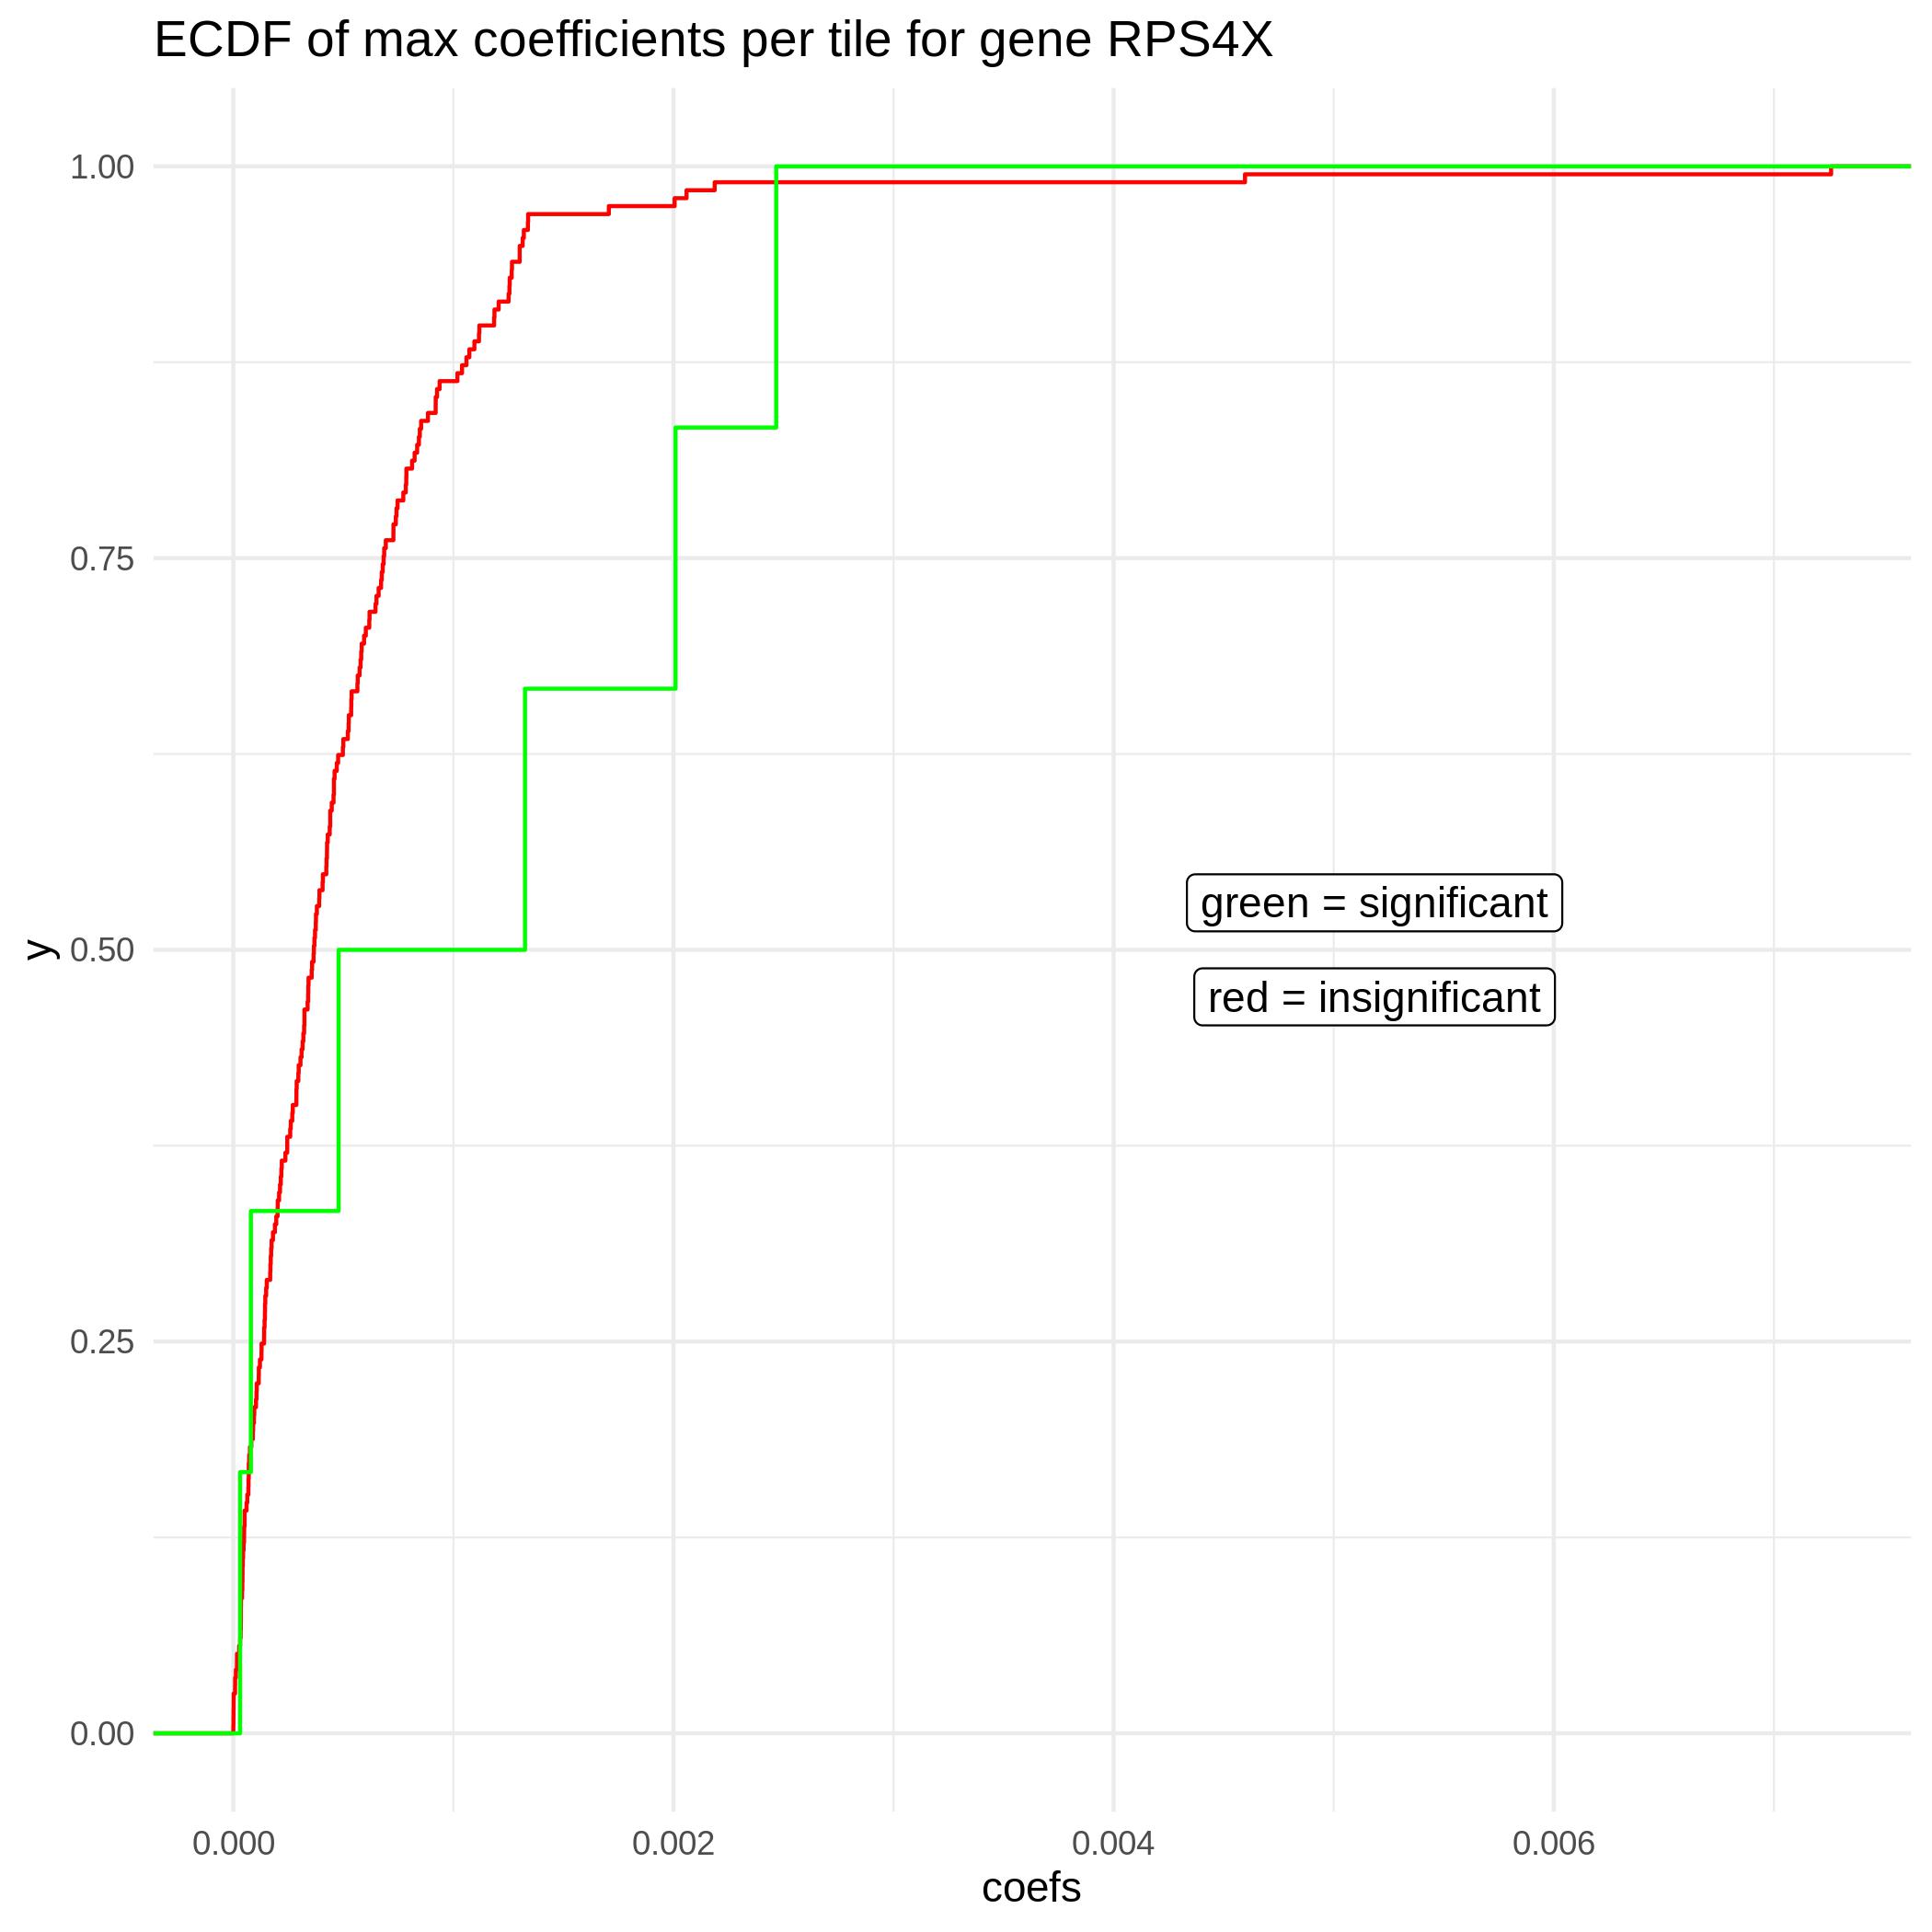 ECDF of max coefficients per tile for gene RPS4X
1.00
0.75
0.50
0.25
0.00
y
green = significant
red = insignificant
0.000 0.002 0.004 0.006
coefs